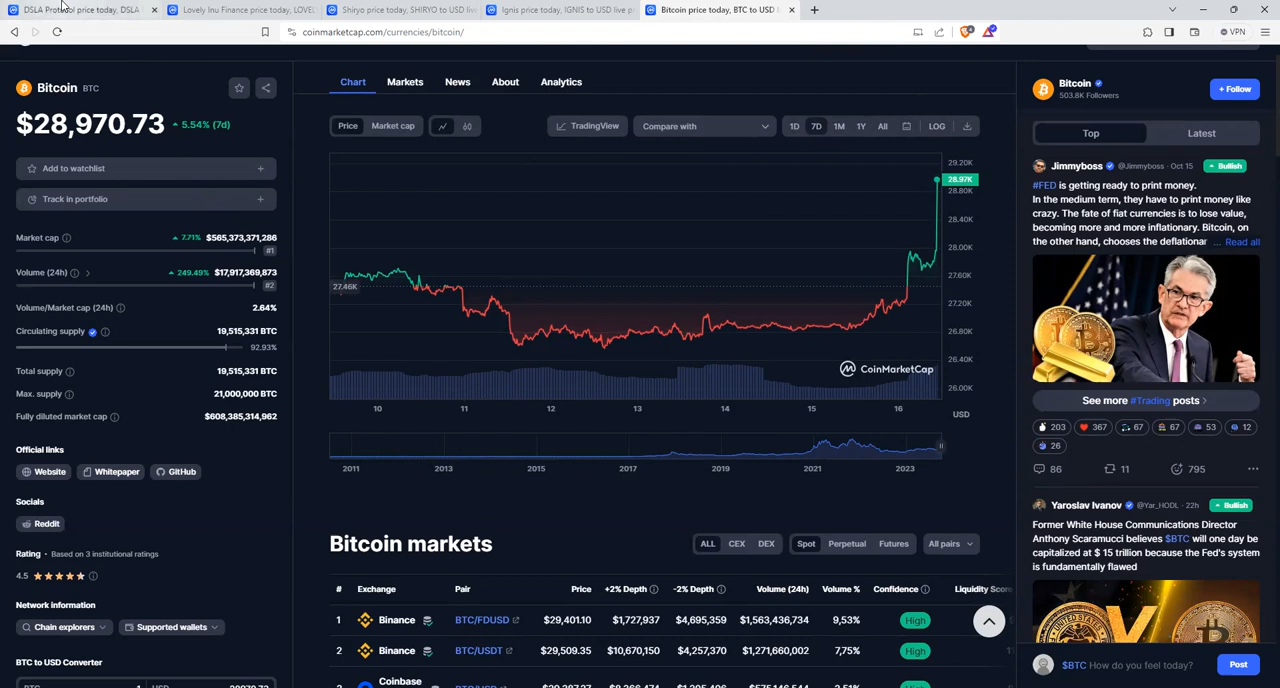 DSLA Protocol price today, DSLA
Lovely Inu Finance price today, LOVELY
Shiryo price today, SHIRYO to USD live
Ignis price today, IGNIS to USD live pr
Bitcoin price today, BTC to USD
coinmarketcap.com/currencies/bitcoin/
VPN
Bitcoin BTC
$28,970.73 5.54% (7d)
Add to watchlist
Track in portfolio
Market cap 7.71% $565,373,371,286
#1
Volume (24h) 249.49% $17,917,369,873
#2
Volume/Market cap (24h) 2.64%
Circulating supply 19,515,331 BTC
92.93%
Total supply 19,515,331 BTC
Max. supply 21,000,000 BTC
Fully diluted market cap $608,385,314,962
Official links
Website Whitepaper GitHub
Socials
Reddit
Rating · Based on 3 institutional ratings
4.5
Network information
Chain explorers Supported wallets
BTC to USD Converter
Chart Markets News About Analytics
Price Market cap TradingView Compare with 1D 7D 1M 1Y All LOG
29.20K
28.97K
28.80K
28.40K
28.00K
27.60K
27.46K
27.20K
26.80K
26.40K
26.00K
CoinMarketCap
10 11 12 13 14 15 16 USD
2011 2013 2015 2017 2019 2021 2023
Bitcoin markets
ALL CEX DEX Spot Perpetual Futures All pairs
# Exchange Pair Price +2% Depth -2% Depth Volume (24h) Volume % Confidence Liquidity Score
1 Binance BTC/FDUSD $29,401.10 $1,727,937 $4,695,359 $1,563,436,734 9,53% High
2 Binance BTC/USDT $29,509.35 $10,670,150 $4,257,370 $1,271,660,002 7,75% High
Coinbase
Bitcoin
503.8K Followers
+ Follow
Top Latest
Jimmyboss @Jimmyboss · Oct 15 Bullish
#FED is getting ready to print money.
In the medium term, they have to print money like
crazy. The fate of fiat currencies is to lose value,
becoming more and more inflationary. Bitcoin, on
the other hand, chooses the deflationar ... Read all
See more #Trading posts
203 367 67 67 53 12
26
86 11 795
Yaroslav Ivanov @Yar_HODL · 22h Bullish
Former White House Communications Director
Anthony Scaramucci believes $BTC will one day be
capitalized at $ 15 trillion because the Fed's system
is fundamentally flawed
$BTC How do you feel today? Post